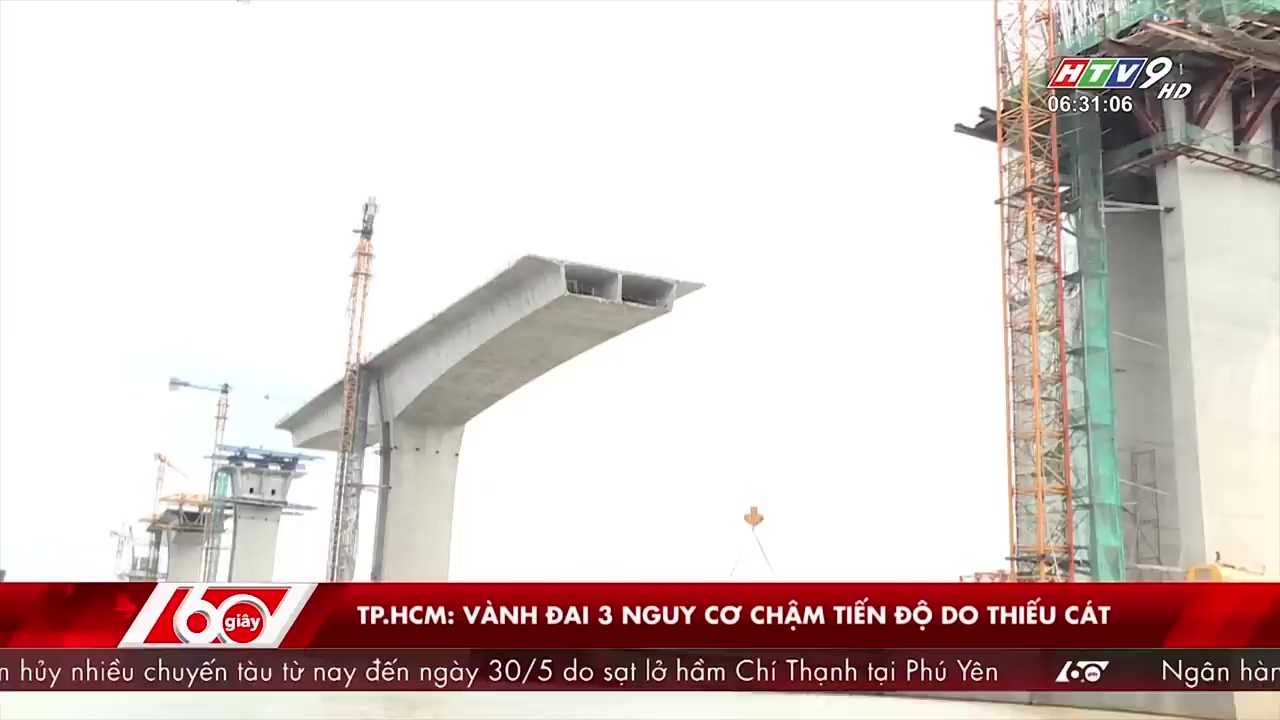 HTV9
HD
06:31:06
60 giây
TP.HCM: VÀNH ĐAI 3 NGUY CƠ CHẬM TIẾN ĐỘ DO THIẾU CÁT
hủy nhiều chuyến tàu từ nay đến ngày 30/5 do sạt lở hầm Chí Thạnh tại Phú Yên 60 giây Ngân